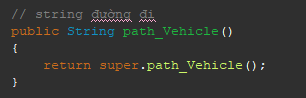 // string đường đi
public String path_Vehicle()
{
return super.path_Vehicle();
}